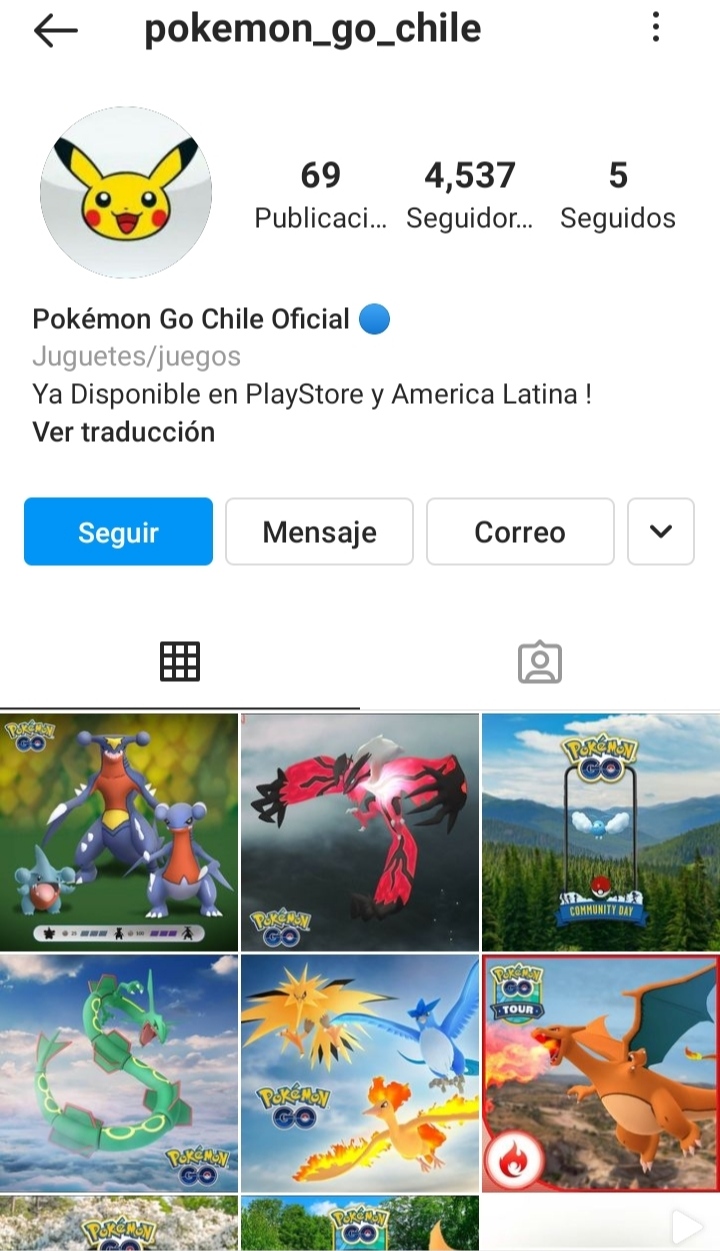 pokemon_go_chile
69
4,537
5
Publicaci...
Seguidor...
Seguidos
Pokémon Go Chile Oficial
Juguetes/juegos
Ya Disponible en PlayStore y America Latina !
Ver traducción
Seguir
Mensaje
Correo
POKÉMON
GO
POKÉMON
GO
POKÉMON
GO
COMMUNITY DAY
POKÉMON
GO
POKÉMON
GO
POKÉMON
GO
TOUR
POKÉMON
GO
POKÉMON
GO